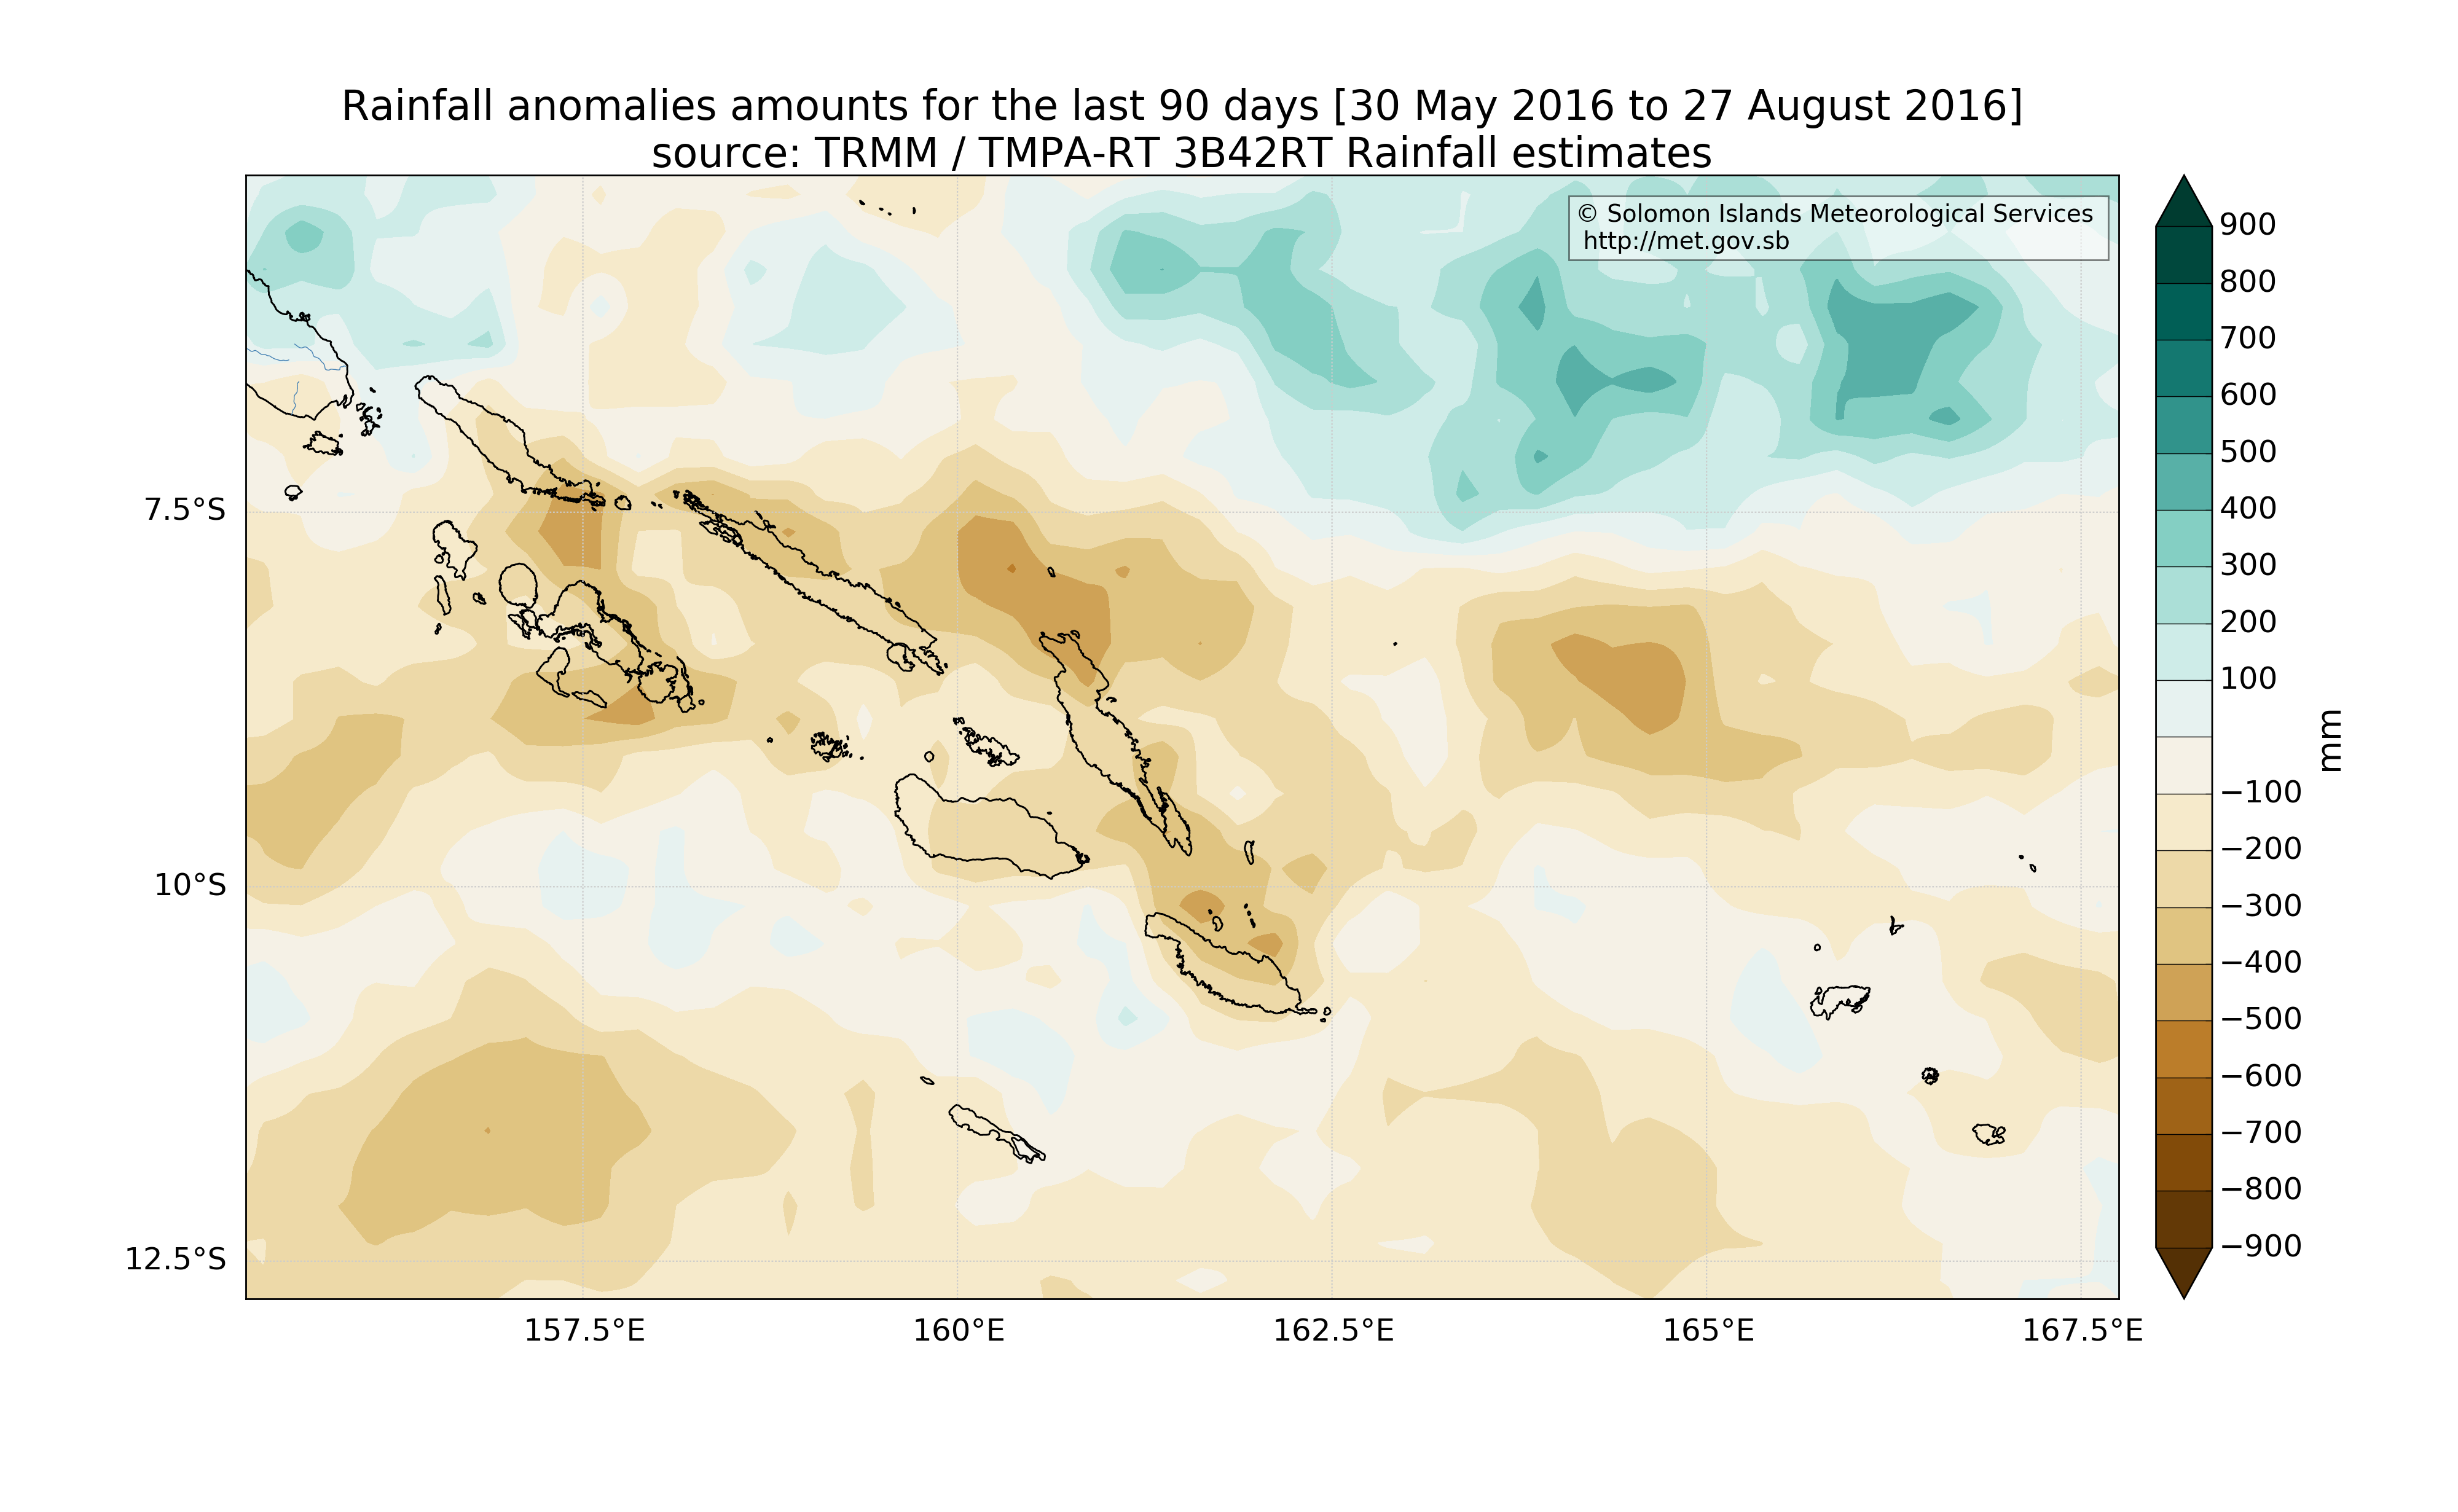 Rainfall anomalies amounts for the last 90 days [30 May 2016 to 27 August 2016]
source: TRMM / TMPA-RT 3B42RT Rainfall estimates
© Solomon Islands Meteorological Services
http://met.gov.sb
7.5°S
10°S
12.5°S
157.5°E
160°E
162.5°E
165°E
167.5°E
900
800
700
600
500
400
300
200
100
−100
−200
−300
−400
−500
−600
−700
−800
−900
mm